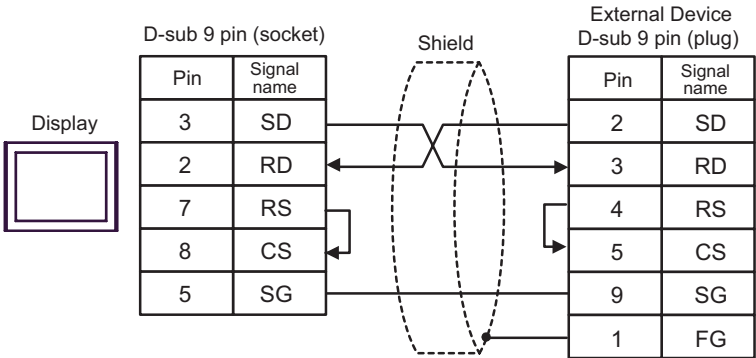 External Device
D-sub 9 pin (socket)
D-sub 9 pin (plug)
Shield
Display
Pin Signal name
3 SD
2 RD
7 RS
8 CS
5 SG
Pin Signal name
2 SD
3 RD
4 RS
5 CS
9 SG
1 FG